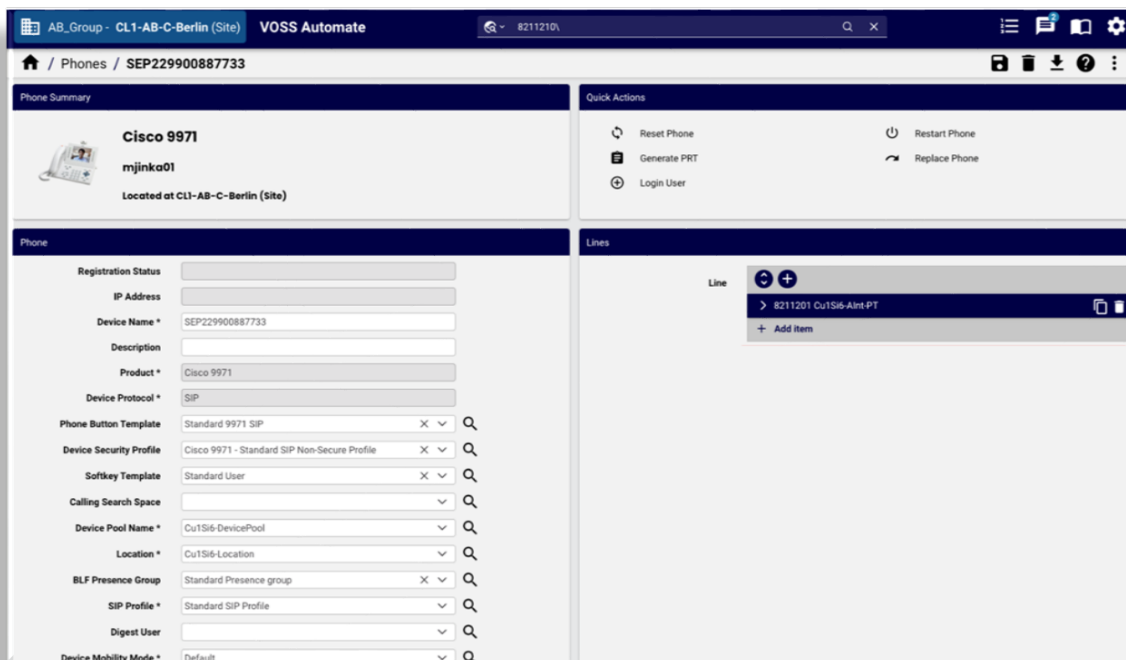 AB_Group - CL1-AB-C-Berlin (Site) VOSS Automate 8211210\ 2
/ Phones / SEP229900887733
Phone Summary
Cisco 9971
mjinka01
Located at CL1-AB-C-Berlin (Site)
Quick Actions
Reset Phone Restart Phone
Generate PRT Replace Phone
Login User
Phone
Registration Status
IP Address
Device Name * SEP229900887733
Description
Product * Cisco 9971
Device Protocol * SIP
Phone Button Template Standard 9971 SIP
Device Security Profile Cisco 9971 - Standard SIP Non-Secure Profile
Softkey Template Standard User
Calling Search Space
Device Pool Name * Cu1Si6-DevicePool
Location * Cu1Si6-Location
BLF Presence Group Standard Presence group
SIP Profile * Standard SIP Profile
Digest User
Device Mobility Mode * Default
Lines
Line
8211201 Cu1Si6-AInt-PT
+ Add item